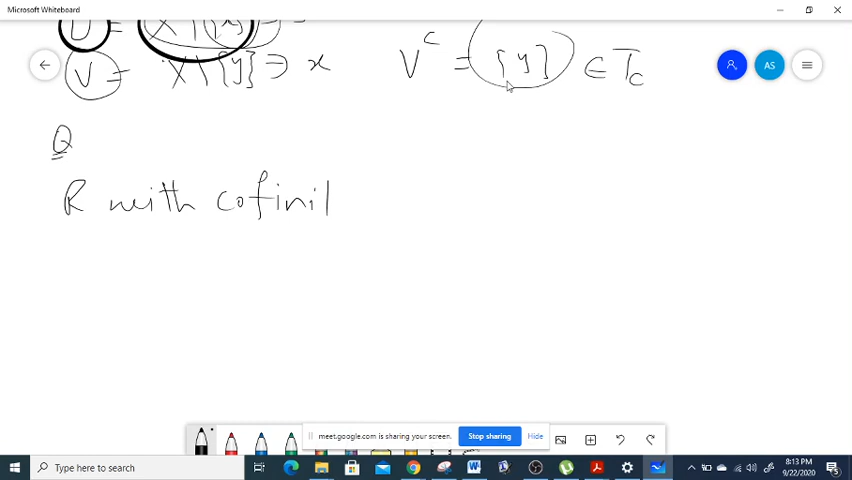 Microsoft Whiteboard
U = X \ {x} ⇒
V = X \ {y} ⇒ x V^c = {y} ∈ T_c
AS
Q
R with cofinit
meet.google.com is sharing your screen. Stop sharing Hide
Type here to search
8:13 PM
9/22/2020